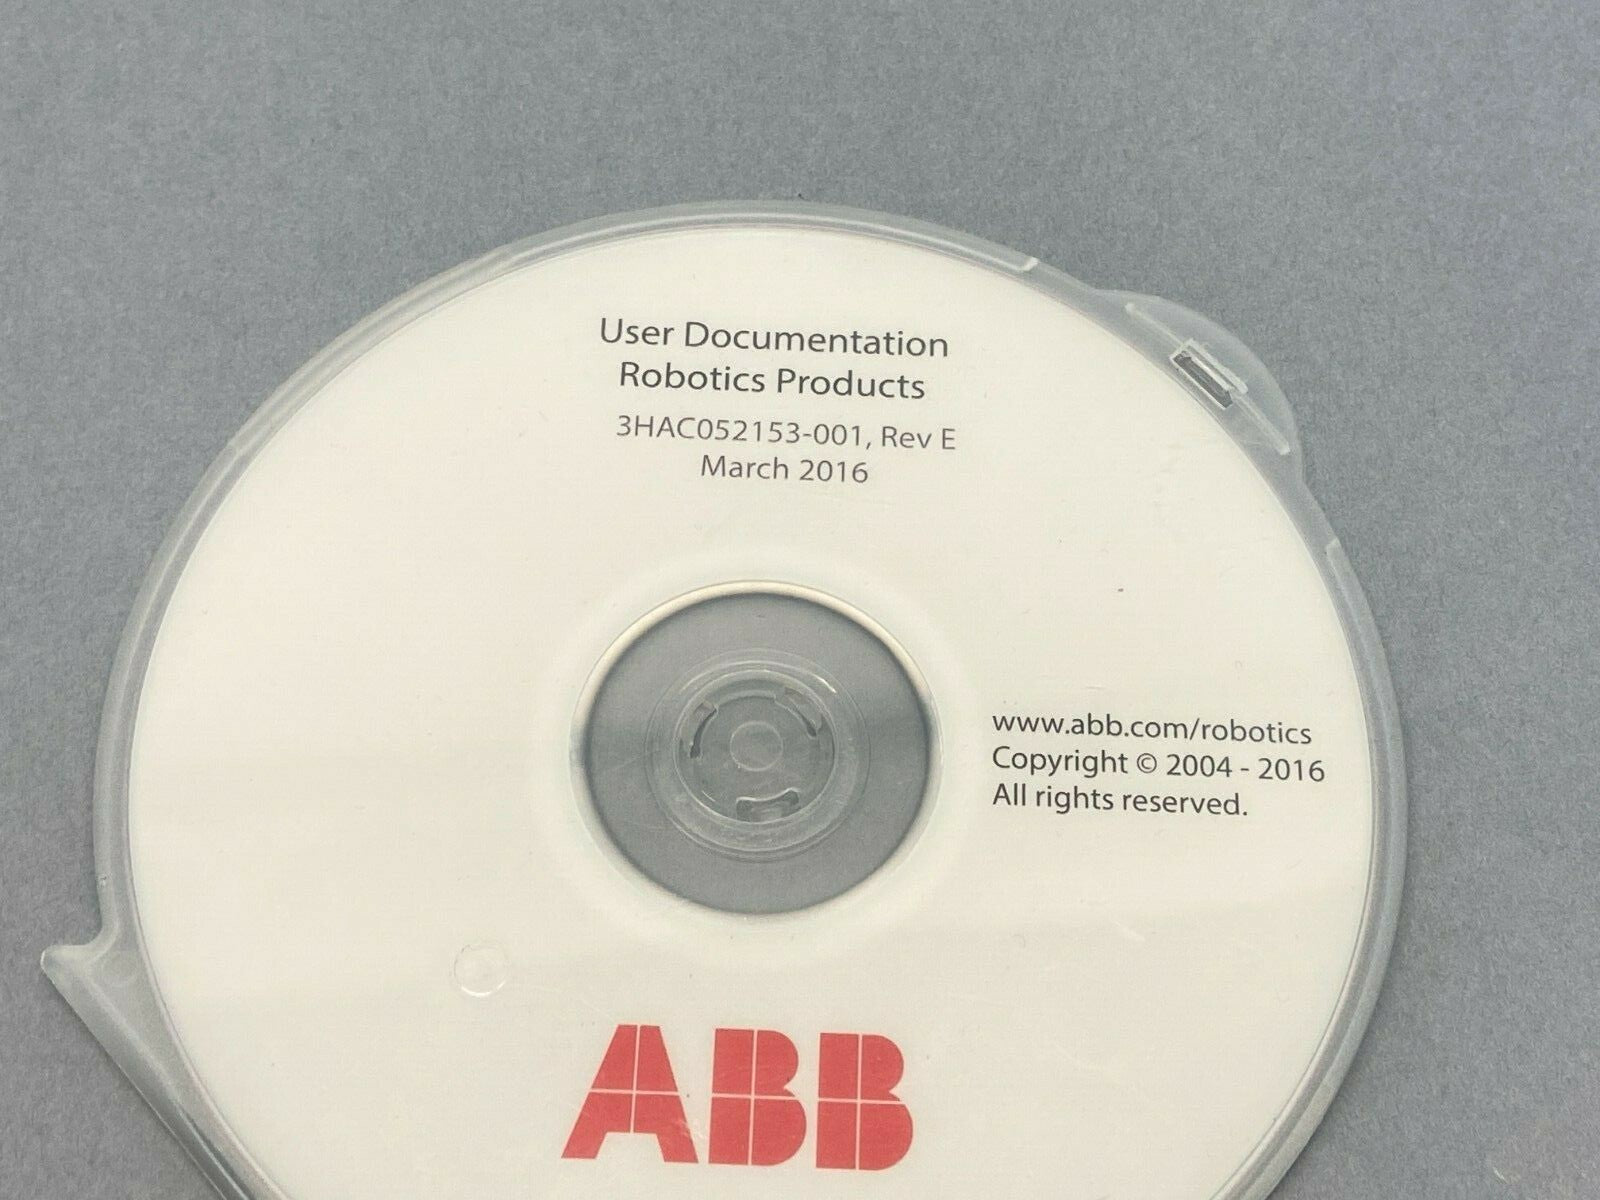 User Documentation
Robotics Products
3HAC052153-001, Rev E
March 2016
www.abb.com/robotics
Copyright © 2004 - 2016
All rights reserved.
ABB